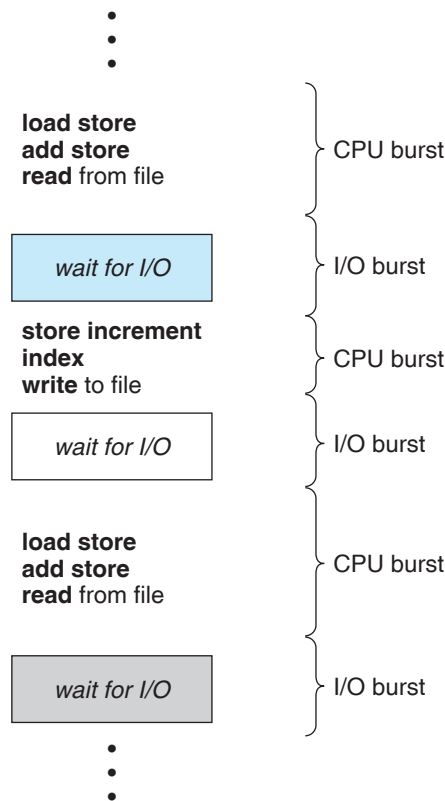 load store
add store
read from file
CPU burst
wait for I/O
I/O burst
store increment
index
write to file
CPU burst
wait for I/O
I/O burst
load store
add store
read from file
CPU burst
wait for I/O
I/O burst